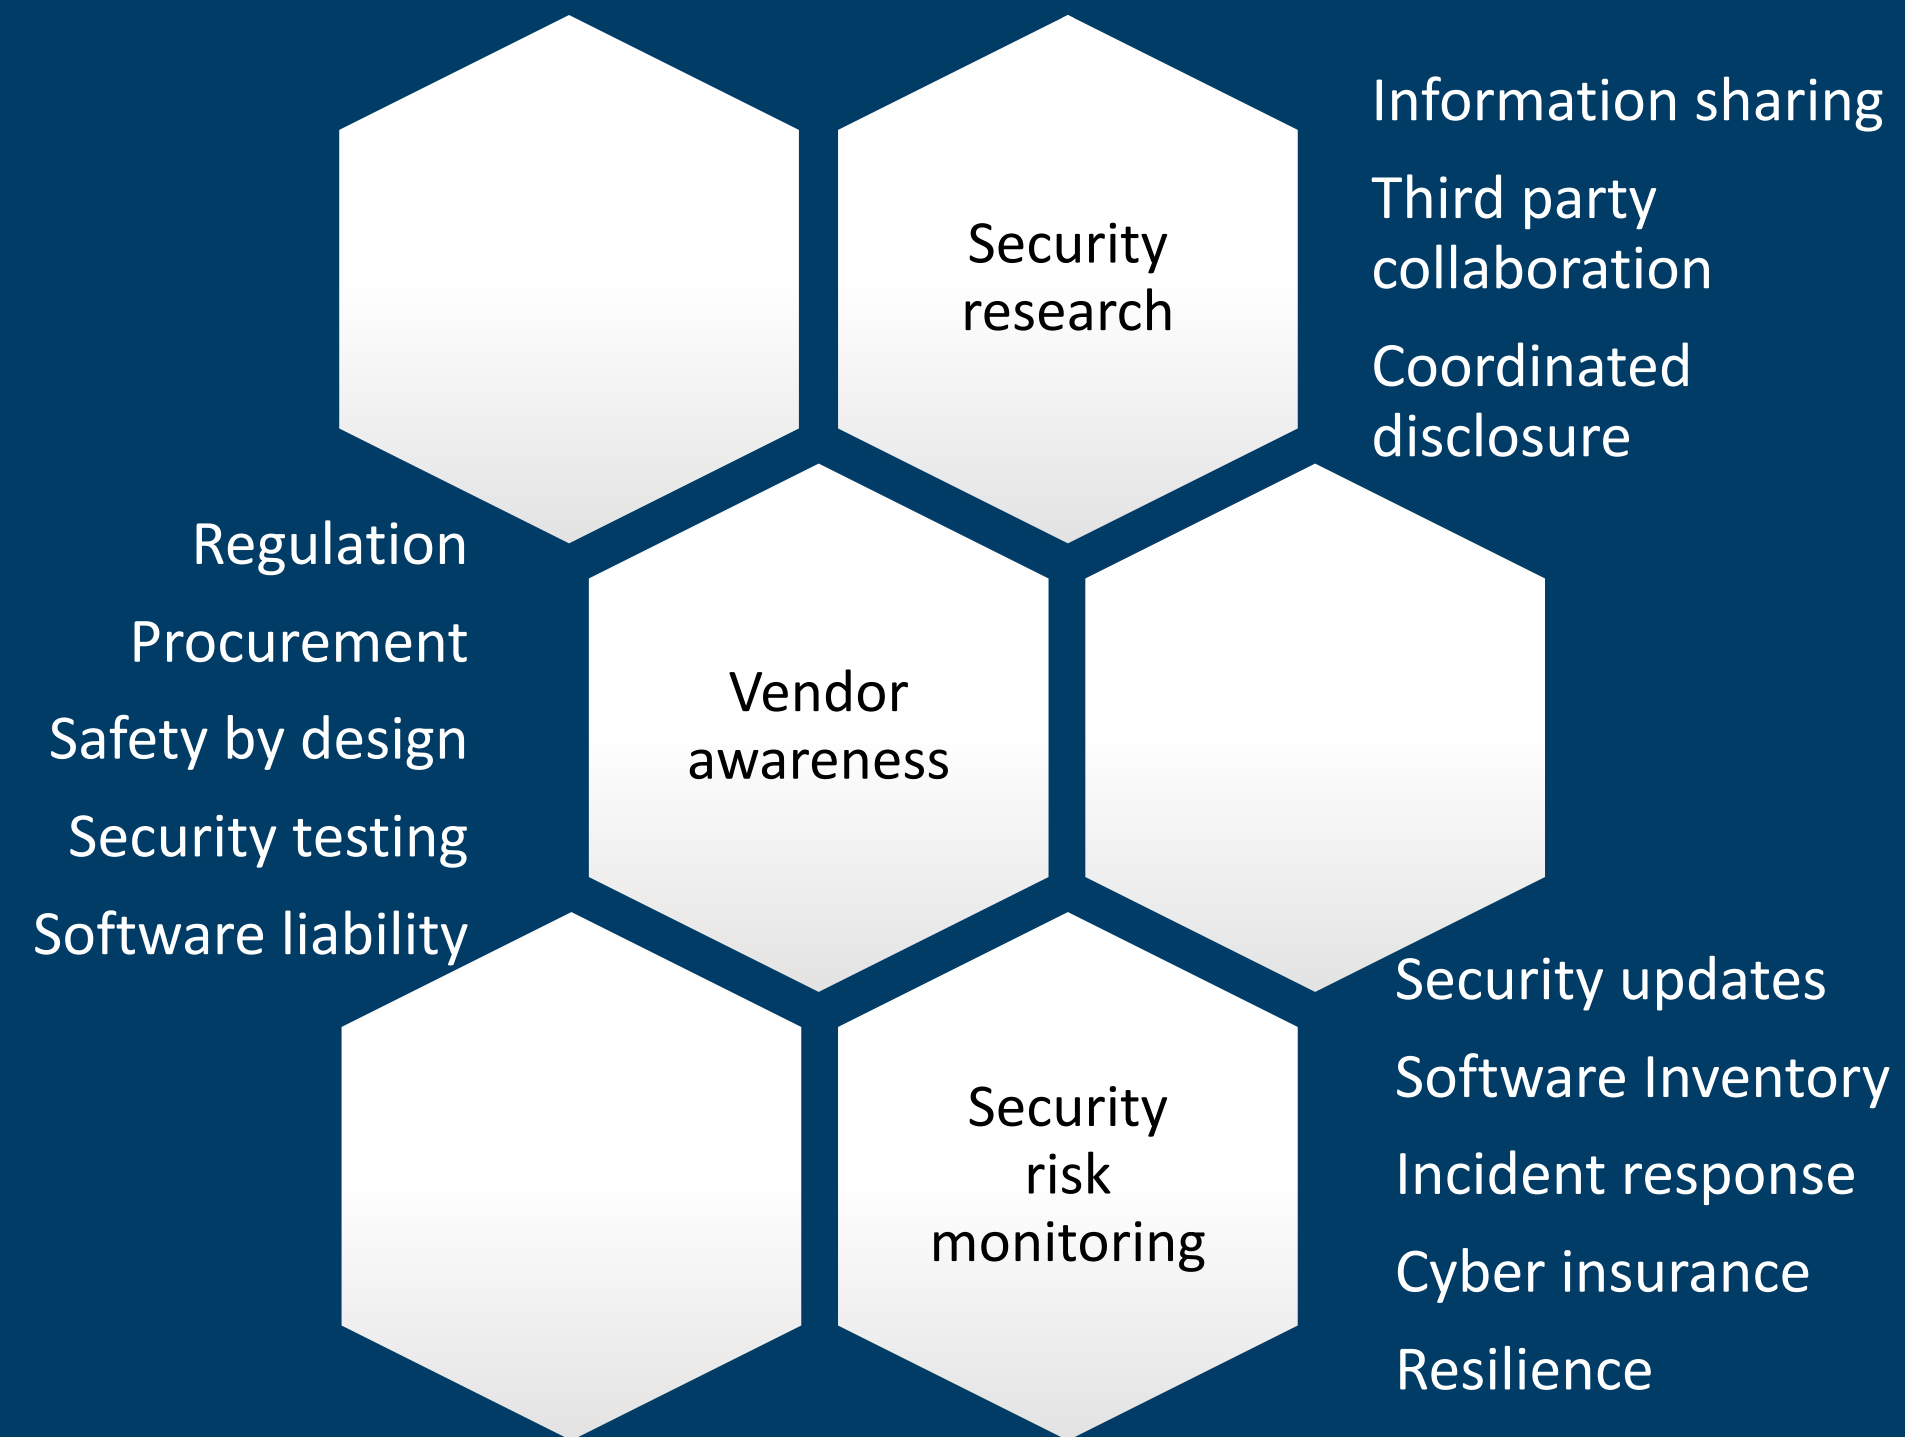 Security
research
Information sharing
Third party
collaboration
Coordinated
disclosure
Regulation
Procurement
Safety by design
Security testing
Software liability
Vendor
awareness
Security
risk
monitoring
Security updates
Software Inventory
Incident response
Cyber insurance
Resilience